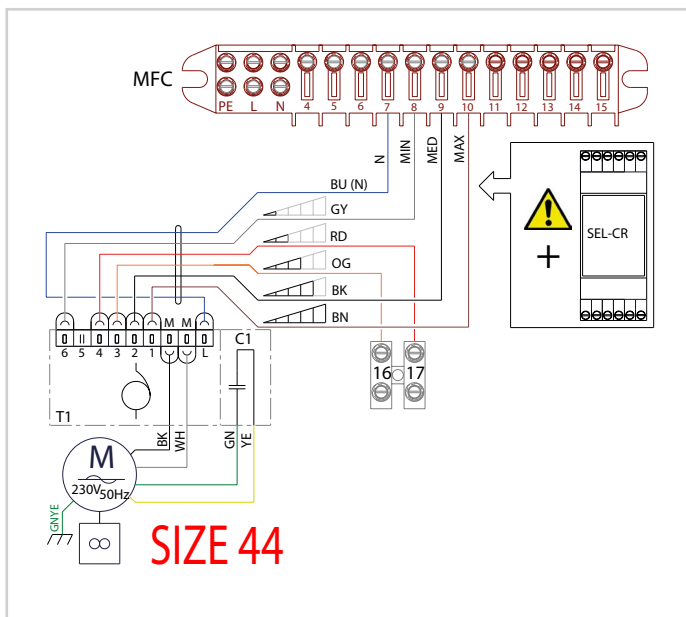 MFC
PE L N 4 5 6 7 8 9 10 11 12 13 14 15
N MIN MED MAX
BU (N)
GY
RD
OG
BK
BN
SEL-CR
+
M M C1
6 5 4 3 2 1 L
16 17
T1
BK WH GN YE
M
230V 50Hz
GNYE
SIZE 44